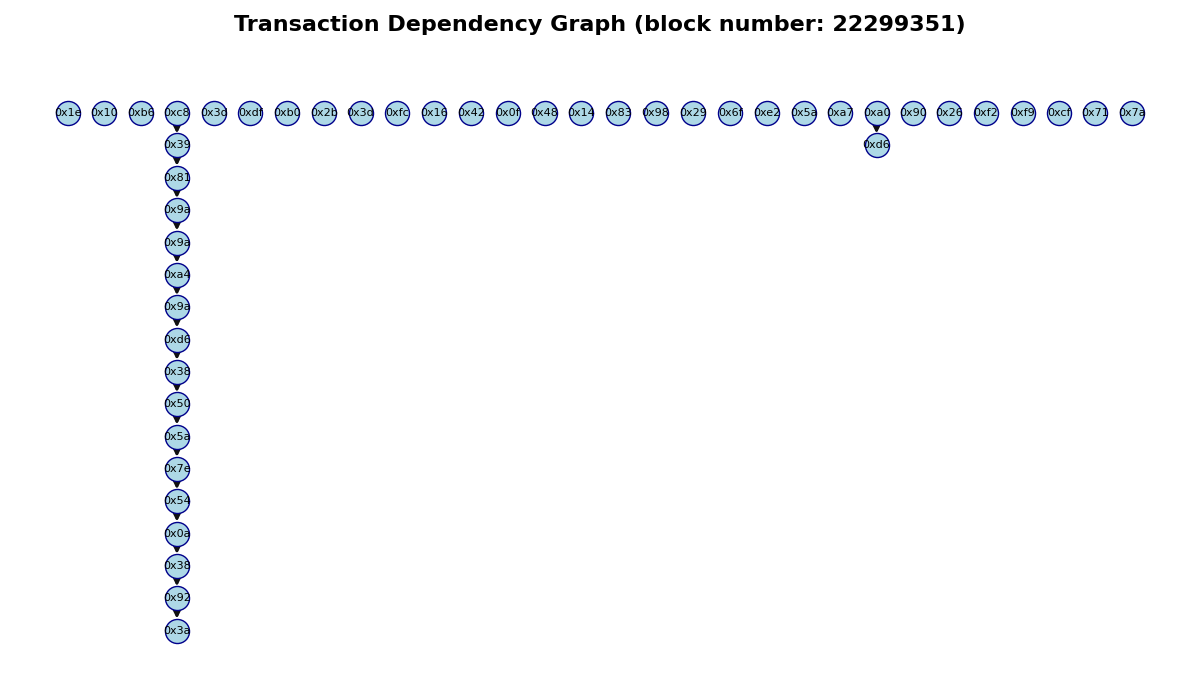 Transaction Dependency Graph (block number: 22299351)
0x1e 0x10 0xb6 0xc8 0x3d 0xdf 0xb0 0x2b 0x3d 0xfc 0x16 0x42 0x0f 0x48 0x14 0x83 0x98 0x29 0x6f 0xe2 0x5a 0xa7 0xa0 0x90 0x26 0xf2 0xf9 0xcf 0x71 0x7a
0x39 0xd6
0x81
0x9a
0x9a
0xa4
0x9a
0xd6
0x38
0x50
0x5a
0x7e
0x54
0x0a
0x38
0x92
0x3a